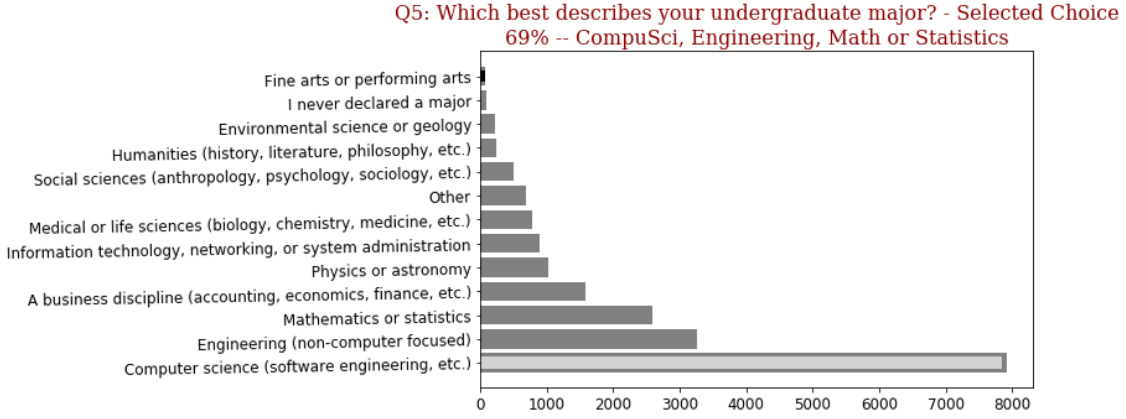 Q5: Which best describes your undergraduate major? - Selected Choice
69% -- CompuSci, Engineering, Math or Statistics
Fine arts or performing arts
I never declared a major
Environmental science or geology
Humanities (history, literature, philosophy, etc.)
Social sciences (anthropology, psychology, sociology, etc.)
Other
Medical or life sciences (biology, chemistry, medicine, etc.)
Information technology, networking, or system administration
Physics or astronomy
A business discipline (accounting, economics, finance, etc.)
Mathematics or statistics
Engineering (non-computer focused)
Computer science (software engineering, etc.)
0 1000 2000 3000 4000 5000 6000 7000 8000